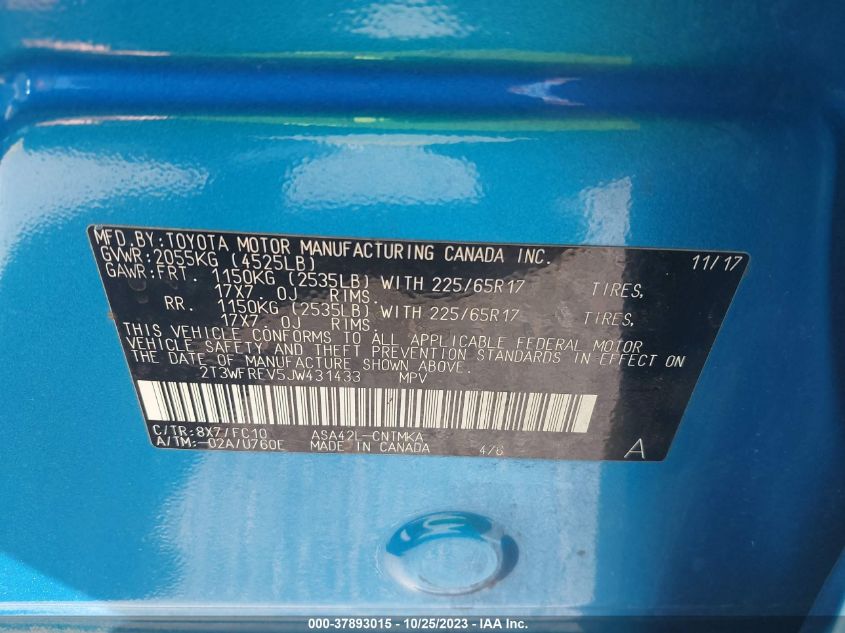 MFD. BY: TOYOTA MOTOR MANUFACTURING CANADA INC. 11/17
GVWR: 2055KG (4525LB)
GAWR: FRT. 1150KG (2535LB) WITH 225/65R17 TIRES,
17X7. 0J RIMS.
RR. 1150KG (2535LB) WITH 225/65R17 TIRES,
17X7. 0J RIMS.
THIS VEHICLE CONFORMS TO ALL APPLICABLE FEDERAL MOTOR
VEHICLE SAFETY AND THEFT PREVENTION STANDARDS IN EFFECT ON
THE DATE OF MANUFACTURE SHOWN ABOVE.
2T3WFREV5JW431433 MPV
C/TR: 8X7/FC10 ASA42L-CNTMKA
A/TM: -02A/U760E MADE IN CANADA 4/6 A
000-37893015 - 10/25/2023 - IAA Inc.